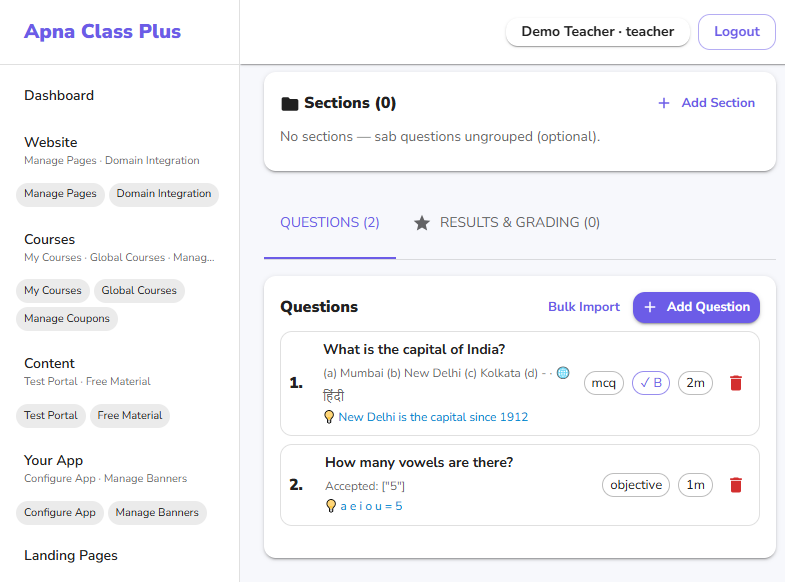 Apna Class Plus
Demo Teacher · teacher
Logout
Dashboard
Website
Manage Pages · Domain Integration
Manage Pages
Domain Integration
Courses
My Courses · Global Courses · Manag...
My Courses
Global Courses
Manage Coupons
Content
Test Portal · Free Material
Test Portal
Free Material
Your App
Configure App · Manage Banners
Configure App
Manage Banners
Landing Pages
Sections (0)
+ Add Section
No sections — sab questions ungrouped (optional).
QUESTIONS (2)
RESULTS & GRADING (0)
Questions
Bulk Import
+ Add Question
1.
What is the capital of India?
(a) Mumbai (b) New Delhi (c) Kolkata (d) - · 🌐
हिंदी
💡 New Delhi is the capital since 1912
mcq
✓ B
2m
2.
How many vowels are there?
Accepted: ["5"]
💡 a e i o u = 5
objective
1m